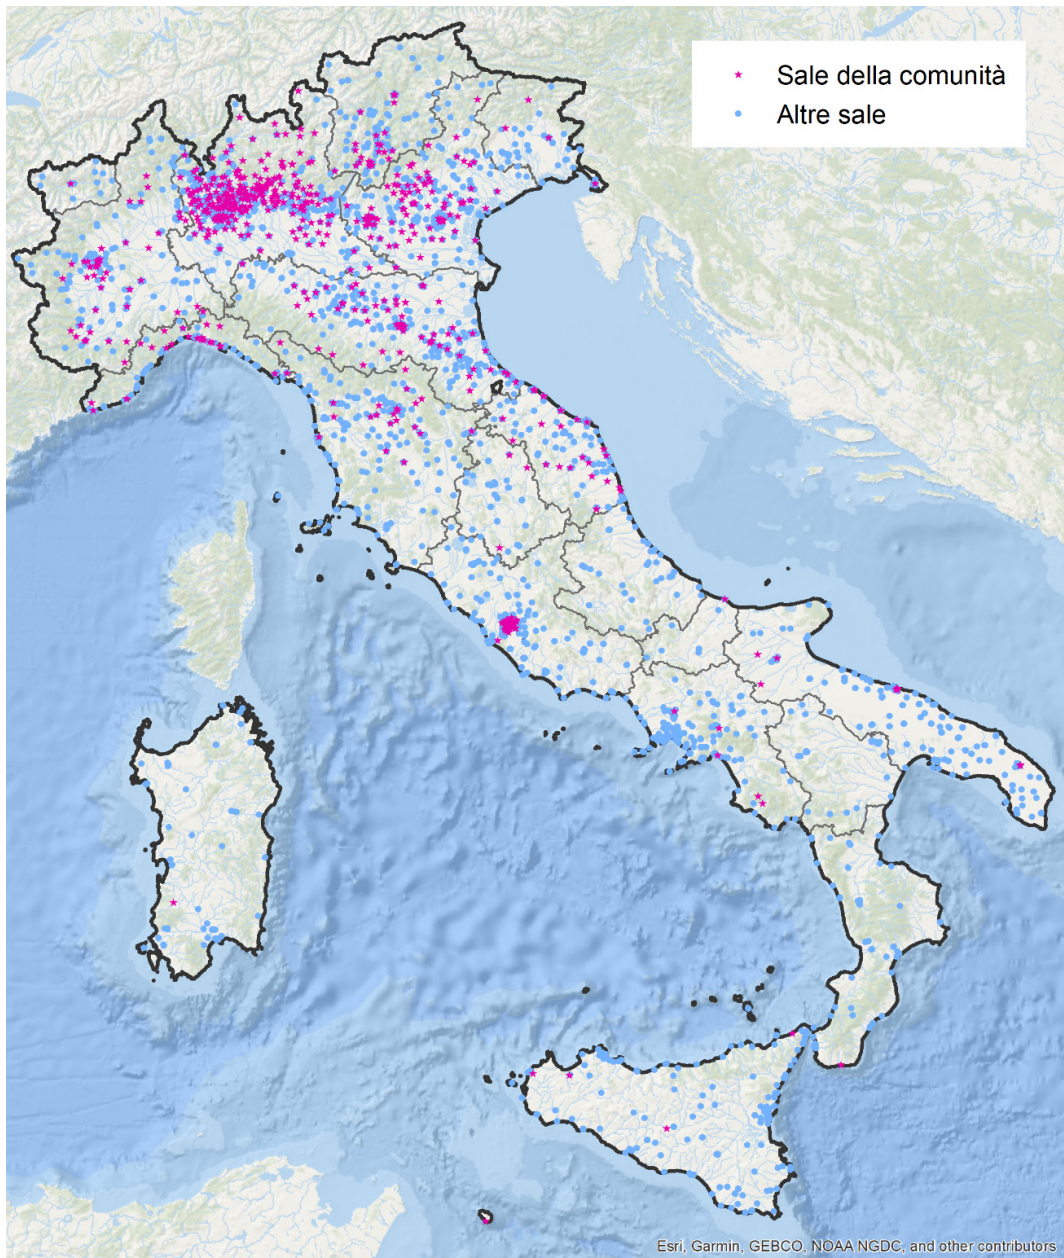 Sale della comunità
Altre sale
Esri, Garmin, GEBCO, NOAA NGDC, and other contributors